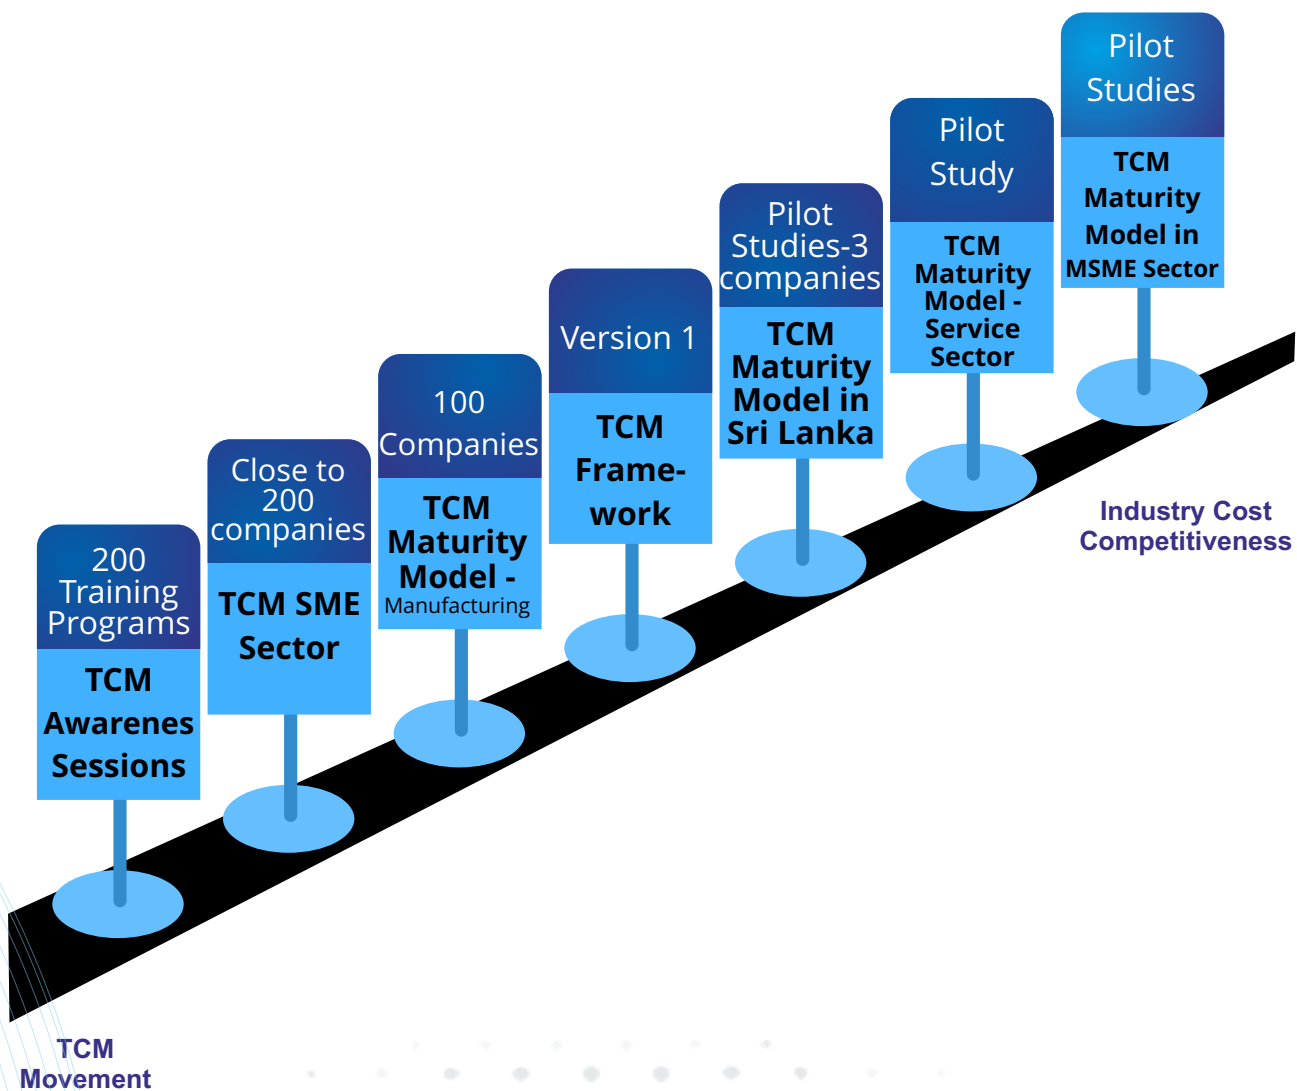 200
Training
Programs
TCM
Awarenes
Sessions
Close to
200
companies
TCM SME
Sector
100
Companies
TCM
Maturity
Model -
Manufacturing
Version 1
TCM
Frame-
work
Pilot
Studies-3
companies
TCM
Maturity
Model in
Sri Lanka
Pilot
Study
TCM
Maturity
Model -
Service
Sector
Pilot
Studies
TCM
Maturity
Model in
MSME Sector
Industry Cost
Competitiveness
TCM
Movement